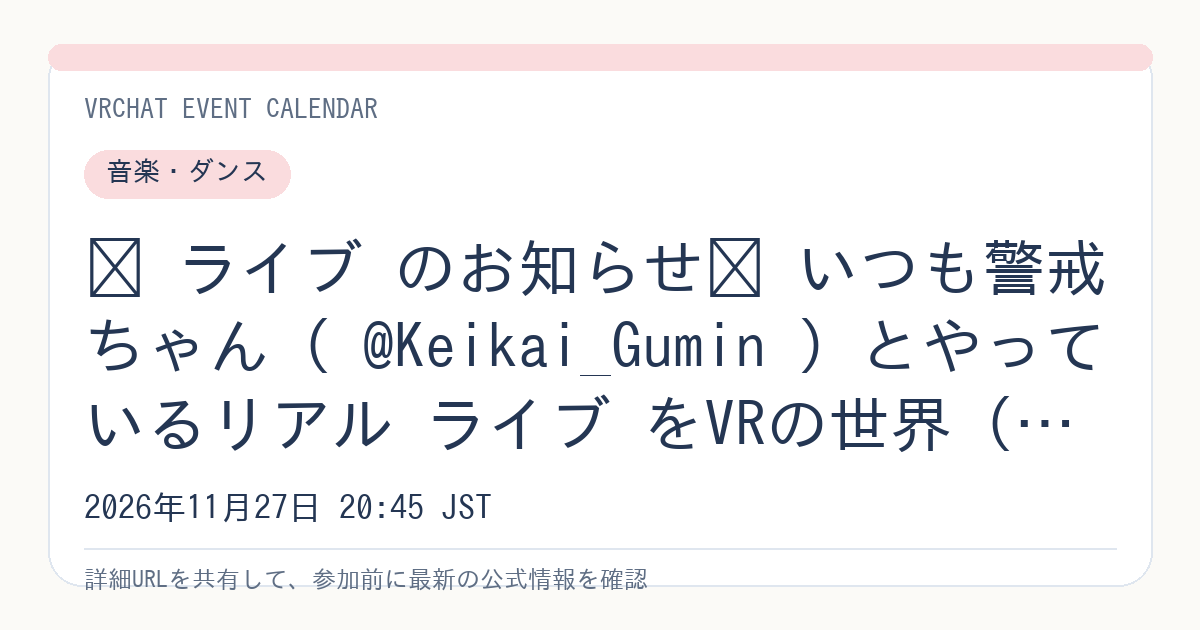 VRCHAT EVENT CALENDAR
音楽・ダンス
ライブ のお知らせ いつも警戒
ちゃん ( @Keikai_Gumin ) とやって
いるリアル ライブ をVRの世界 (…
2026年11月27日 20:45 JST
詳細URLを共有して、参加前に最新の公式情報を確認